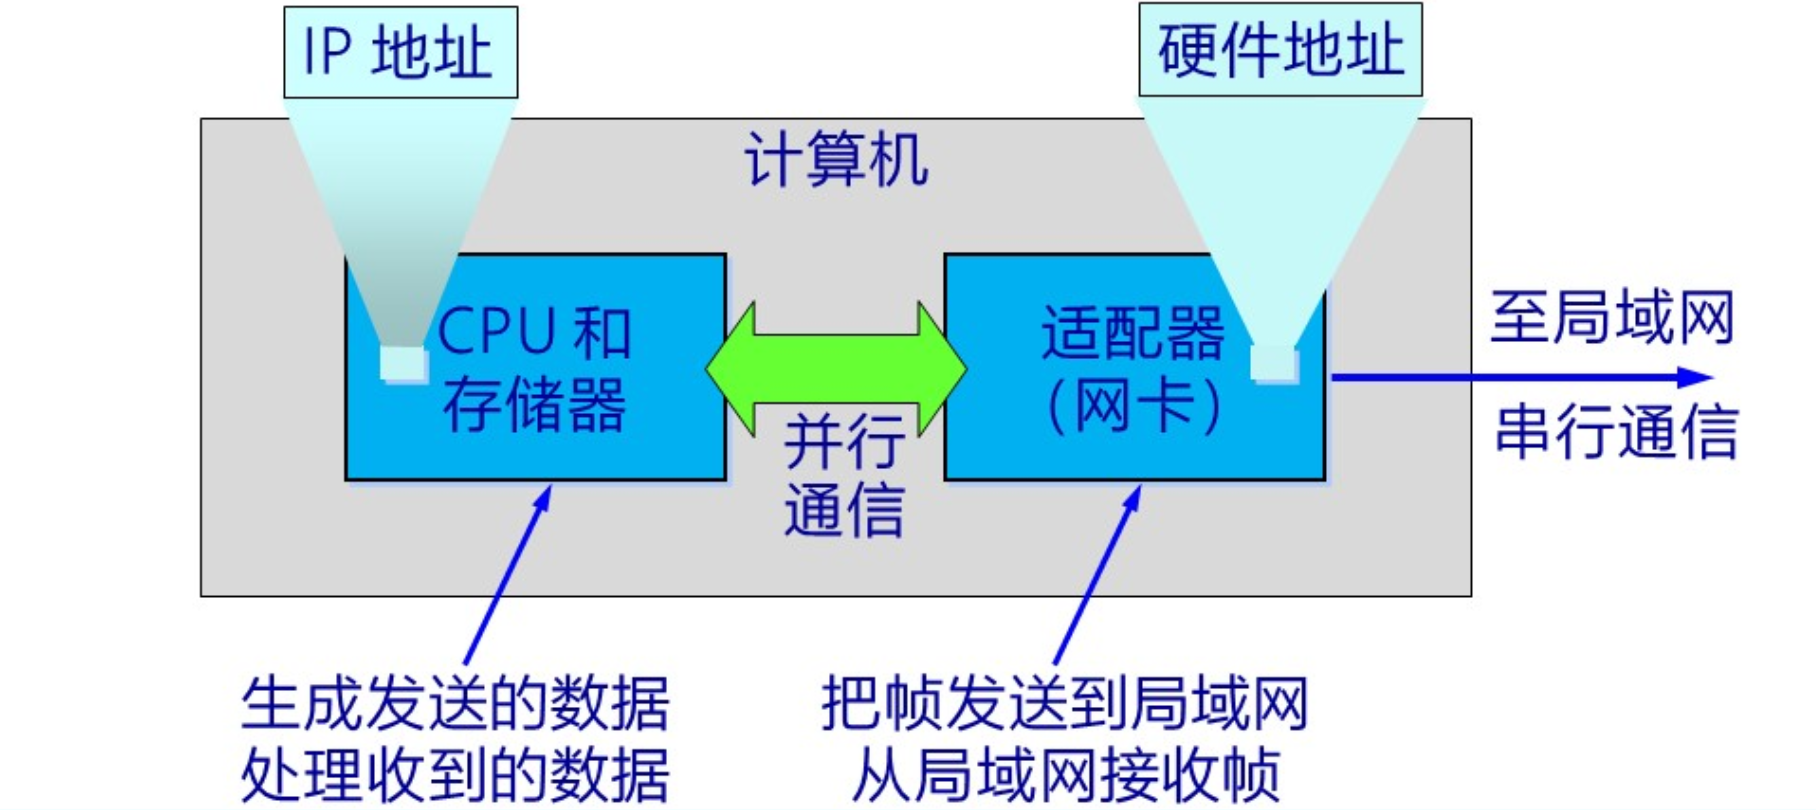 IP 地址
硬件地址
计算机
CPU 和
存储器
适配器
（网卡）
并行
通信
至局域网
串行通信
生成发送的数据
处理收到的数据
把帧发送到局域网
从局域网接收帧